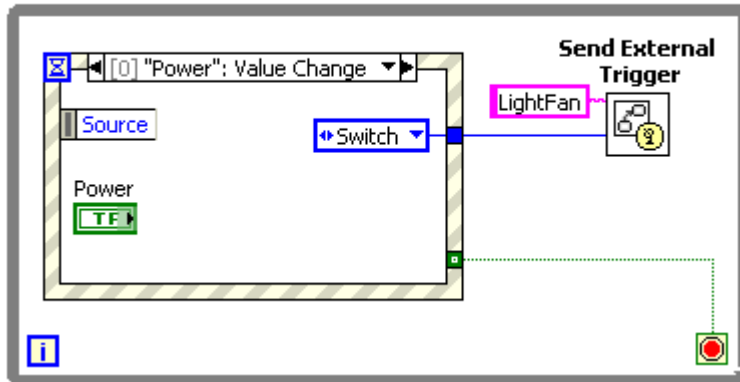 Send External
Trigger
[0] "Power": Value Change
LightFan
Source
Switch
Power
TF
i